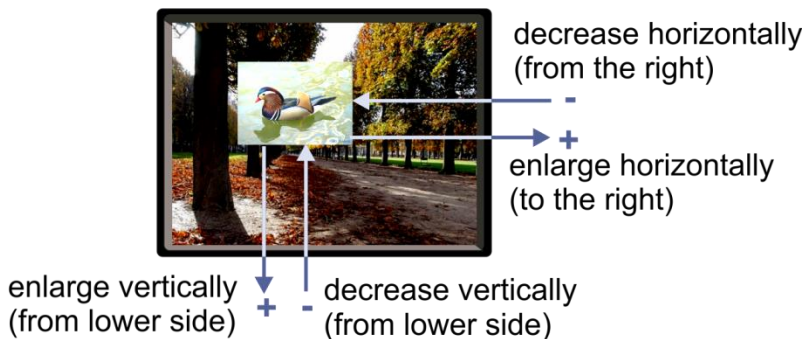 decrease horizontally
(from the right)
-
+
enlarge horizontally
(to the right)
enlarge vertically
(from lower side)
+
-
decrease vertically
(from lower side)